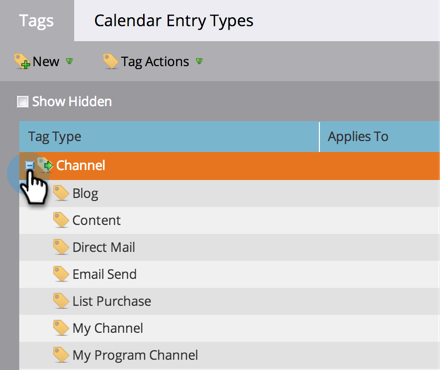 Tags Calendar Entry Types
New Tag Actions
Show Hidden
Tag Type Applies To
Channel
Blog
Content
Direct Mail
Email Send
List Purchase
My Channel
My Program Channel